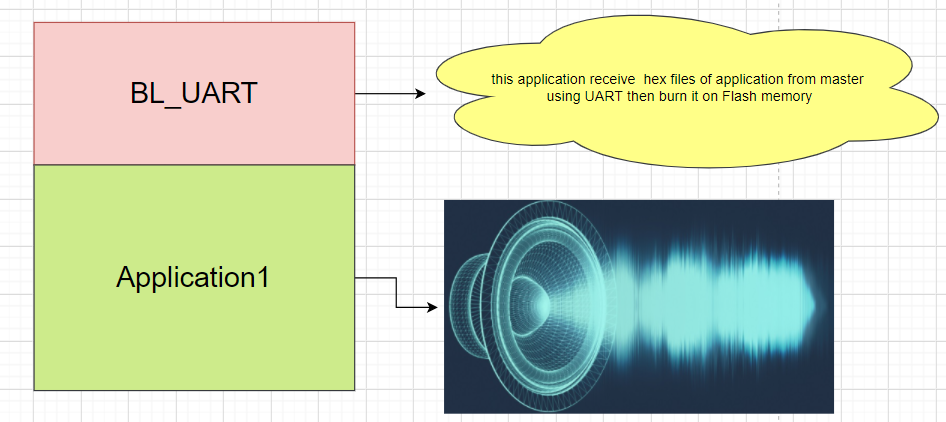 BL_UART
this application receive  hex files of application from master
using UART then burn it on Flash memory
Application1